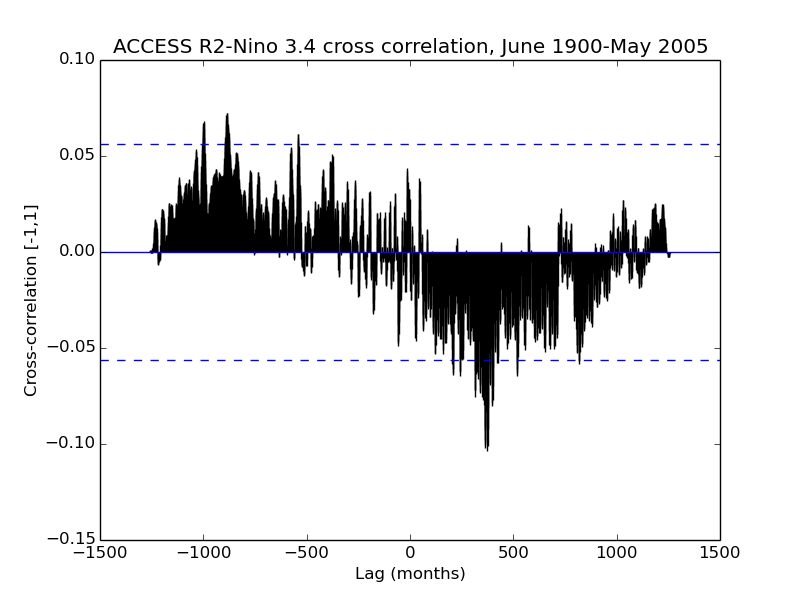 ACCESS R2-Nino 3.4 cross correlation, June 1900-May 2005
0.10
0.05
0.00
−0.05
−0.10
−0.15
Cross-correlation [-1,1]
−1500 −1000 −500 0 500 1000 1500
Lag (months)